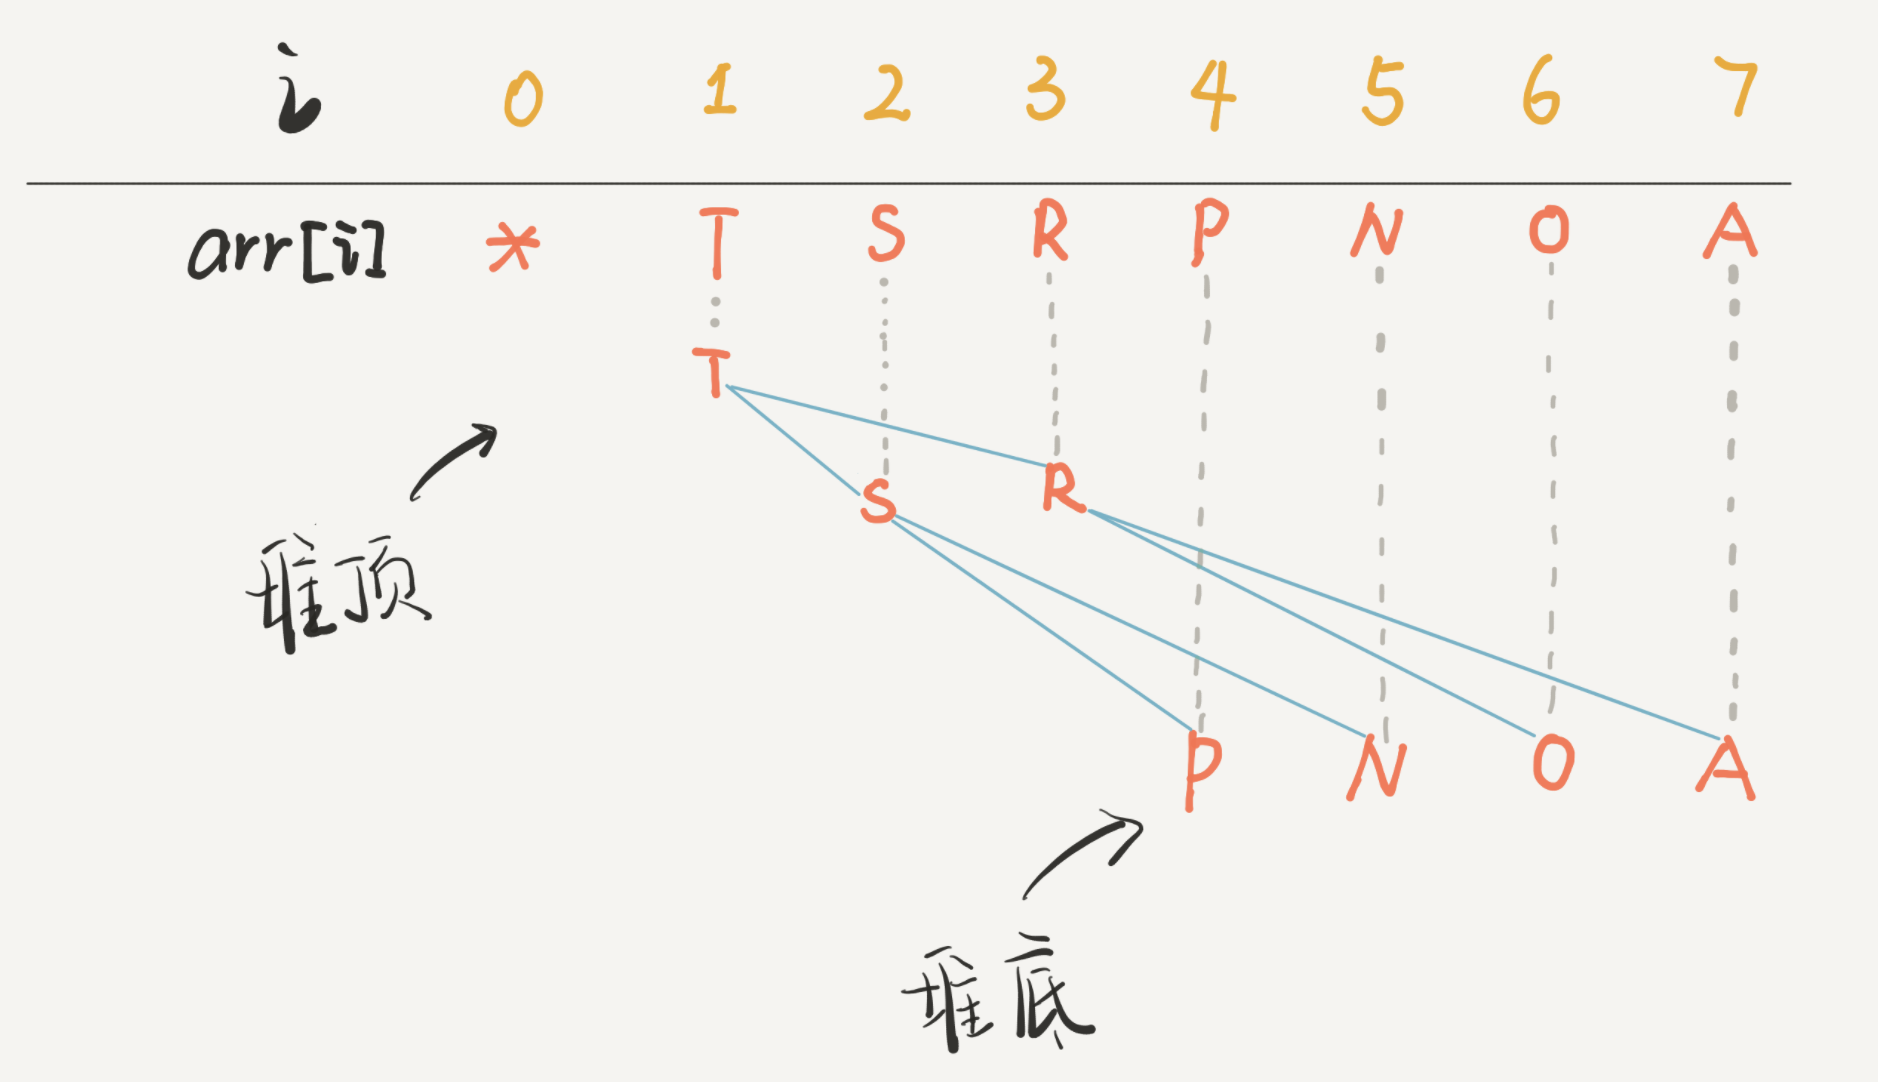 i 0 1 2 3 4 5 6 7
arr[i] * T S R P N O A
T
S R
堆顶
P N O A
堆底